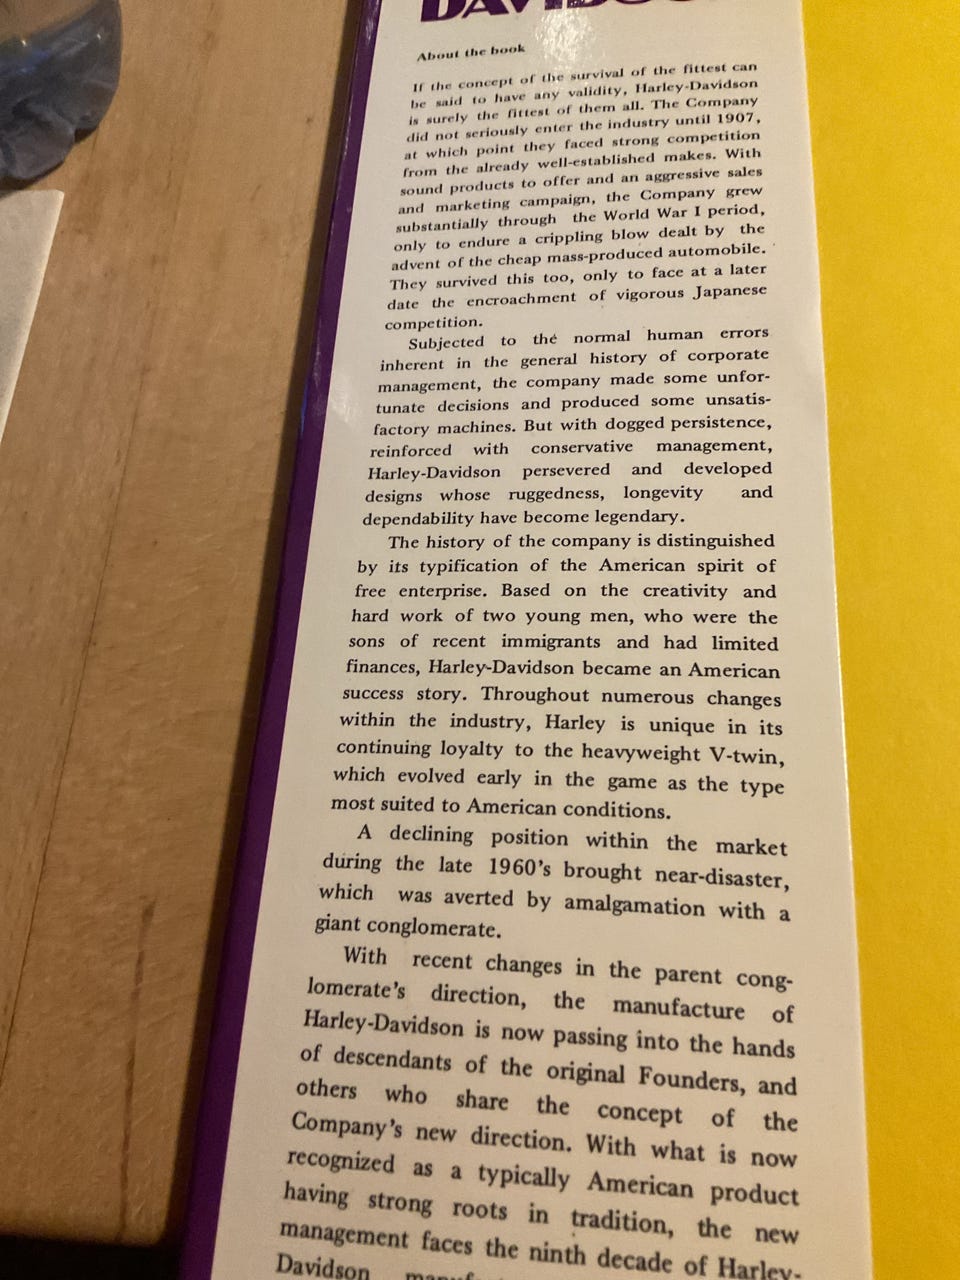 About the book
If the concept of the survival of the fittest can
be said to have any validity, Harley-Davidson
is surely the fittest of them all. The Company
did not seriously enter the industry until 1907,
at which point they faced strong competition
from the already well-established makes. With
sound products to offer and an aggressive sales
and marketing campaign, the Company grew
substantially through the World War I period,
only to endure a crippling blow dealt by the
advent of the cheap mass-produced automobile.
They survived this too, only to face at a later
date the encroachment of vigorous Japanese
competition.
Subjected to the normal human errors
inherent in the general history of corporate
management, the company made some unfor-
tunate decisions and produced some unsatis-
factory machines. But with dogged persistence,
reinforced with conservative management,
Harley-Davidson persevered and developed
designs whose ruggedness, longevity and
dependability have become legendary.
The history of the company is distinguished
by its typification of the American spirit of
free enterprise. Based on the creativity and
hard work of two young men, who were the
sons of recent immigrants and had limited
finances, Harley-Davidson became an American
success story. Throughout numerous changes
within the industry, Harley is unique in its
continuing loyalty to the heavyweight V-twin,
which evolved early in the game as the type
most suited to American conditions.
A declining position within the market
during the late 1960's brought near-disaster,
which was averted by amalgamation with a
giant conglomerate.
With recent changes in the parent cong-
lomerate's direction, the manufacture of
Harley-Davidson is now passing into the hands
of descendants of the original Founders, and
others who share the concept of the
Company's new direction. With what is now
recognized as a typically American product
having strong roots in tradition, the new
management faces the ninth decade of Harley-
Davidson